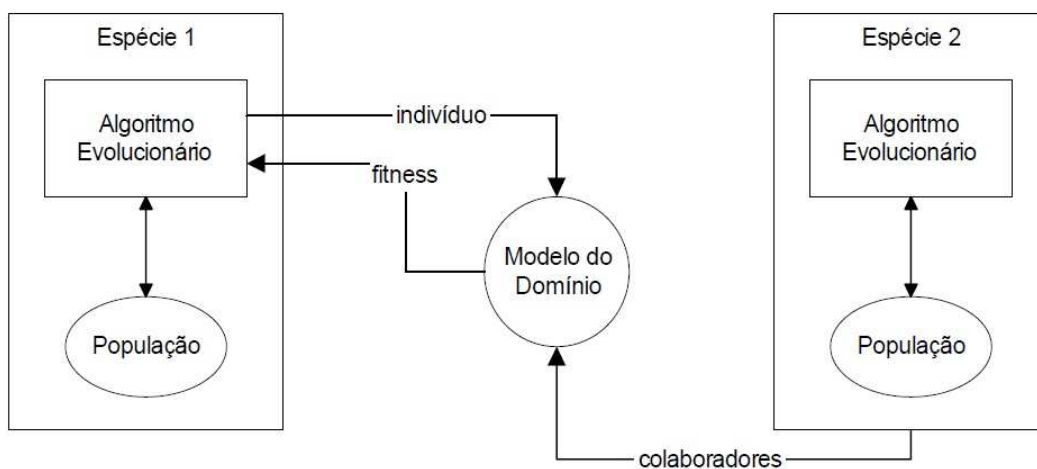 Espécie 1
Algoritmo
Evolucionário
População
indivíduo
fitness
Modelo do
Domínio
Espécie 2
Algoritmo
Evolucionário
População
colaboradores